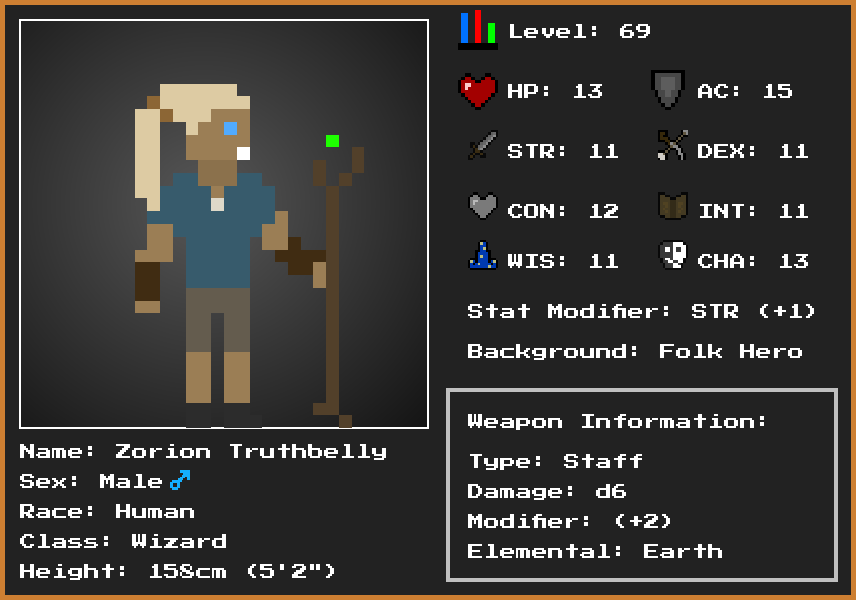 Level: 69
HP: 13 AC: 15
STR: 11 DEX: 11
CON: 12 INT: 11
WIS: 11 CHA: 13
Stat Modifier: STR (+1)
Background: Folk Hero
Weapon Information:
Type: Staff
Damage: d6
Modifier: (+2)
Elemental: Earth
Name: Zorion Truthbelly
Sex: Male♂
Race: Human
Class: Wizard
Height: 158cm (5'2")